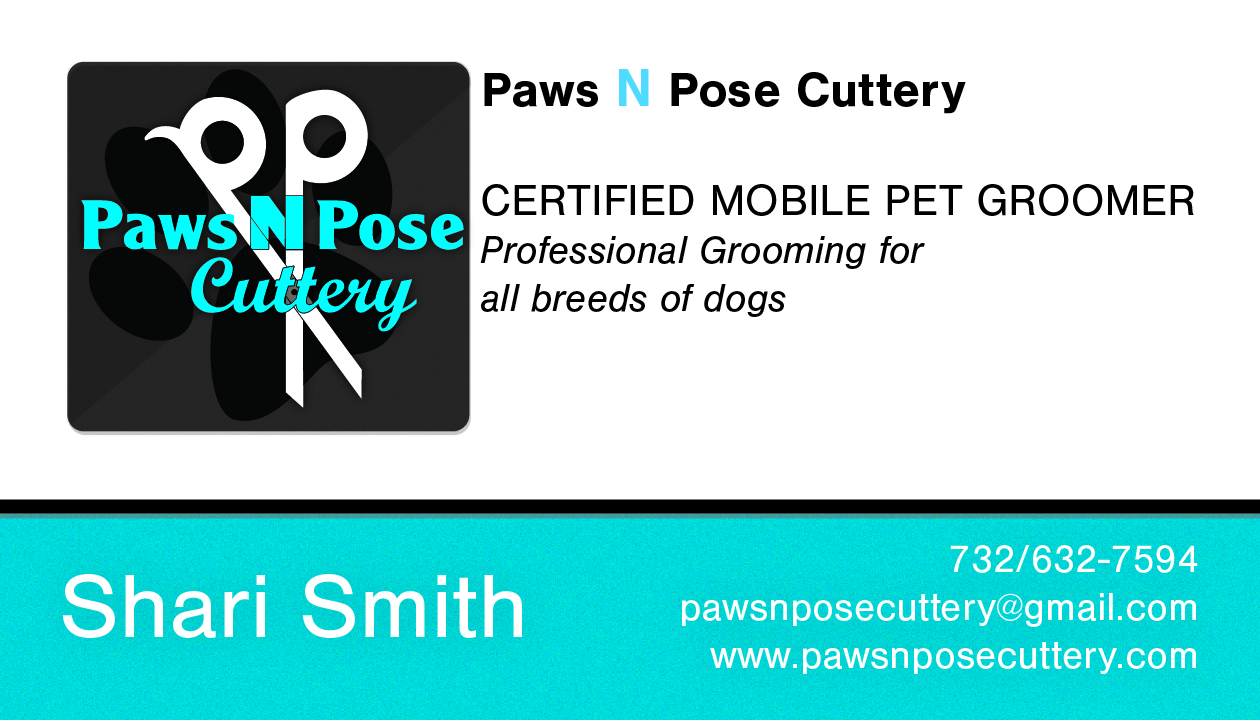 Paws N Pose
Cuttery
Paws N Pose Cuttery
CERTIFIED MOBILE PET GROOMER
Professional Grooming for
all breeds of dogs
Shari Smith
732/632-7594
pawsnposecuttery@gmail.com
www.pawsnposecuttery.com